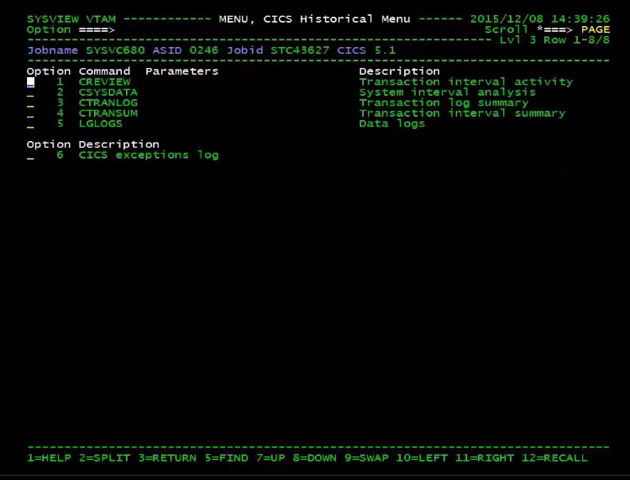 SYSVIEW VTAM ------------ MENU, CICS Historical Menu ------ 2015/12/08 14:39:26
Option ====> Scroll *===> PAGE
------------------------------------------------------------ Lvl 3 Row 1-8/8
Jobname SYSVC680 ASID 0246 Jobid STC43627 CICS 5.1
-------------------------------------------------------------------------------
Option Command Parameters Description
1 CREVIEW Transaction interval activity
_ 2 CSYSDATA System interval analysis
_ 3 CTRANLOG Transaction log summary
_ 4 CTRANSUM Transaction interval summary
_ 5 LGLOGS Data logs
Option Description
_ 6 CICS exceptions log
-------------------------------------------------------------------------------
1=HELP 2=SPLIT 3=RETURN 5=FIND 7=UP 8=DOWN 9=SWAP 10=LEFT 11=RIGHT 12=RECALL